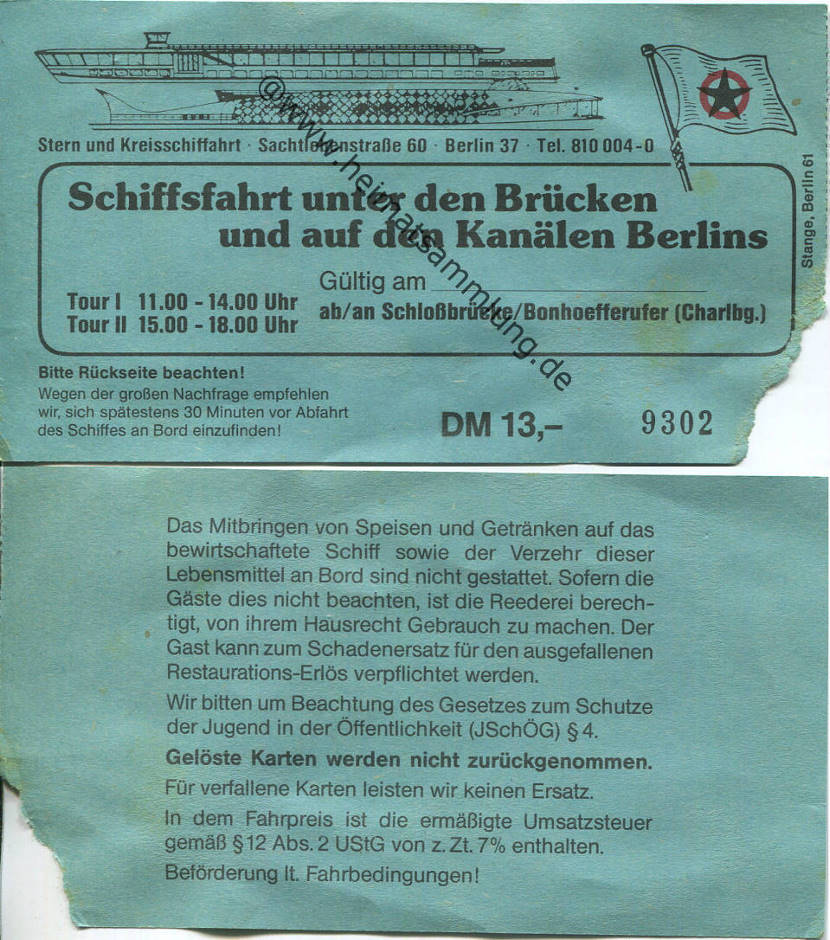 Stern und Kreisschiffahrt · Sachtlebenstraße 60 · Berlin 37 · Tel. 810 004-0
Schiffsfahrt unter den Brücken
und auf den Kanälen Berlins
Gültig am
Tour I 11.00 - 14.00 Uhr
Tour II 15.00 - 18.00 Uhr
ab/an Schloßbrücke/Bonhoefferufer (Charlbg.)
Stange, Berlin 61
Bitte Rückseite beachten!
Wegen der großen Nachfrage empfehlen
wir, sich spätestens 30 Minuten vor Abfahrt
des Schiffes an Bord einzufinden!
DM 13,–
9302
@www.heimatsammlung.de
Das Mitbringen von Speisen und Getränken auf das
bewirtschaftete Schiff sowie der Verzehr dieser
Lebensmittel an Bord sind nicht gestattet. Sofern die
Gäste dies nicht beachten, ist die Reederei berech-
tigt, von ihrem Hausrecht Gebrauch zu machen. Der
Gast kann zum Schadenersatz für den ausgefallenen
Restaurations-Erlös verpflichtet werden.
Wir bitten um Beachtung des Gesetzes zum Schutze
der Jugend in der Öffentlichkeit (JSchÖG) § 4.
Gelöste Karten werden nicht zurückgenommen.
Für verfallene Karten leisten wir keinen Ersatz.
In dem Fahrpreis ist die ermäßigte Umsatzsteuer
gemäß § 12 Abs. 2 UStG von z. Zt. 7% enthalten.
Beförderung lt. Fahrbedingungen!